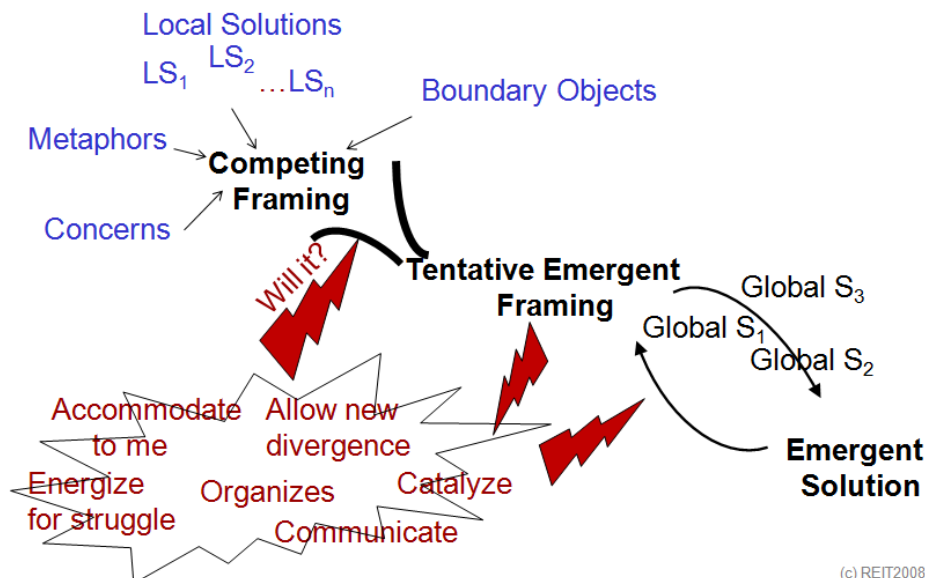 Local Solutions
LS₁ LS₂ ...LSₙ
Boundary Objects
Metaphors
Competing
Framing
Concerns
Will it?
Tentative Emergent
Framing
Global S₃
Global S₁
Global S₂
Accommodate
to me
Allow new
divergence
Energize
for struggle
Organizes
Catalyze
Communicate
Emergent
Solution
(c) REIT2008